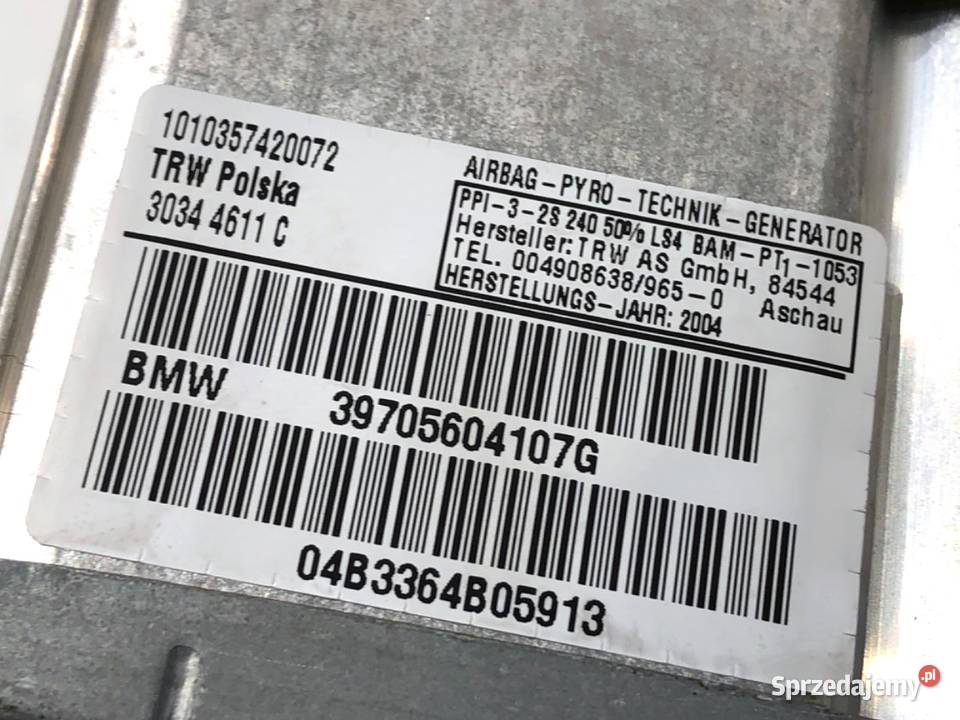 1010357420072
TRW Polska
3034 4611 C
AIRBAG-PYRO-TECHNIK-GENERATOR
PPI-3-2S 240 50% LS4 BAM-PT1-1053
Hersteller: TRW AS GmbH, 84544 Aschau
TEL. 004908638/965-0
HERSTELLUNGS-JAHR: 2004
BMW 39705604107G
04B3364B05913
Sprzedajemy.pl